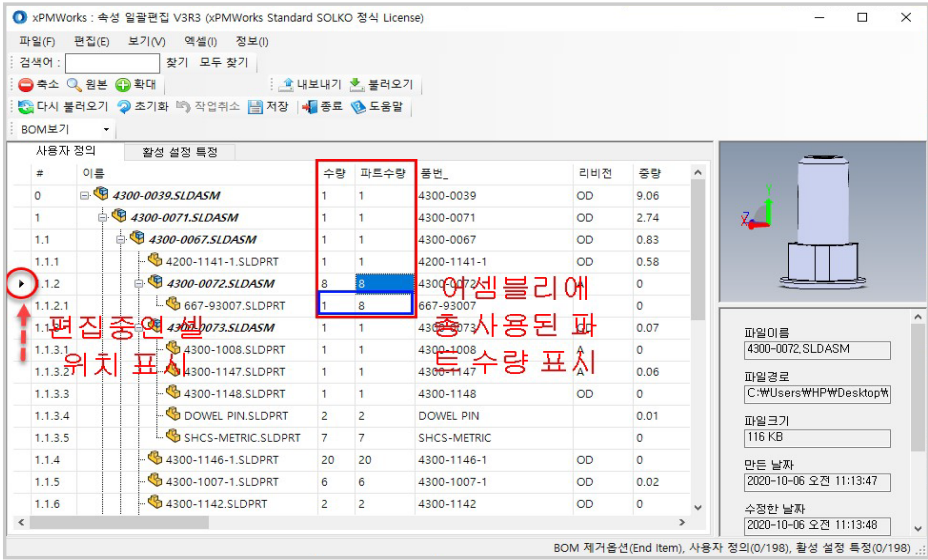 xPMWorks : 속성 일괄편집 V3R3 (xPMWorks Standard SOLKO 정식 License)
파일(F) 편집(E) 보기(V) 엑셀(I) 정보(I)
검색어 : 찾기 모두 찾기
축소 원본 확대 내보내기 불러오기
다시 불러오기 초기화 작업취소 저장 종료 도움말
BOM보기
사용자 정의 활성 설정 특정
# 이름 수량 파트수량 품번_ 리비전 중량
0 4300-0039.SLDASM 1 1 4300-0039 OD 9.06
1 4300-0071.SLDASM 1 1 4300-0071 OD 2.74
1.1 4300-0067.SLDASM 1 1 4300-0067 OD 0.83
1.1.1 4200-1141-1.SLDPRT 1 1 4200-1141-1 OD 0.58
1.1.2 4300-0072.SLDASM 8 8 4300-0072 0
1.1.2.1 667-93007.SLDPRT 1 8 667-93007 0
4300-0073.SLDASM 1 1 4300-0073 OD 0.07
1.1.3.1 4300-1008.SLDPRT 1 1 4300-1008 A 0
1.1.3.2 4300-1147.SLDPRT 1 1 4300-1147 A 0.06
1.1.3.3 4300-1148.SLDPRT 1 1 4300-1148 OD 0
1.1.3.4 DOWEL PIN.SLDPRT 2 2 DOWEL PIN 0.01
1.1.3.5 SHCS-METRIC.SLDPRT 7 7 SHCS-METRIC 0
1.1.4 4300-1146-1.SLDPRT 20 20 4300-1146-1 OD 0
1.1.5 4300-1007-1.SLDPRT 6 6 4300-1007-1 OD 0.02
1.1.6 4300-1142.SLDPRT 2 2 4300-1142 OD 0
편집중인 셀
위치 표시
어셈블리에
총 사용된 파
트 수량 표시
Y
Z
파일이름
4300-0072.SLDASM
파일경로
C:₩Users₩HP₩Desktop₩
파일크기
116 KB
만든 날짜
2020-10-06 오전 11:13:47
수정한 날짜
2020-10-06 오전 11:13:48
BOM 제거옵션(End Item), 사용자 정의(0/198), 활성 설정 특정(0/198)